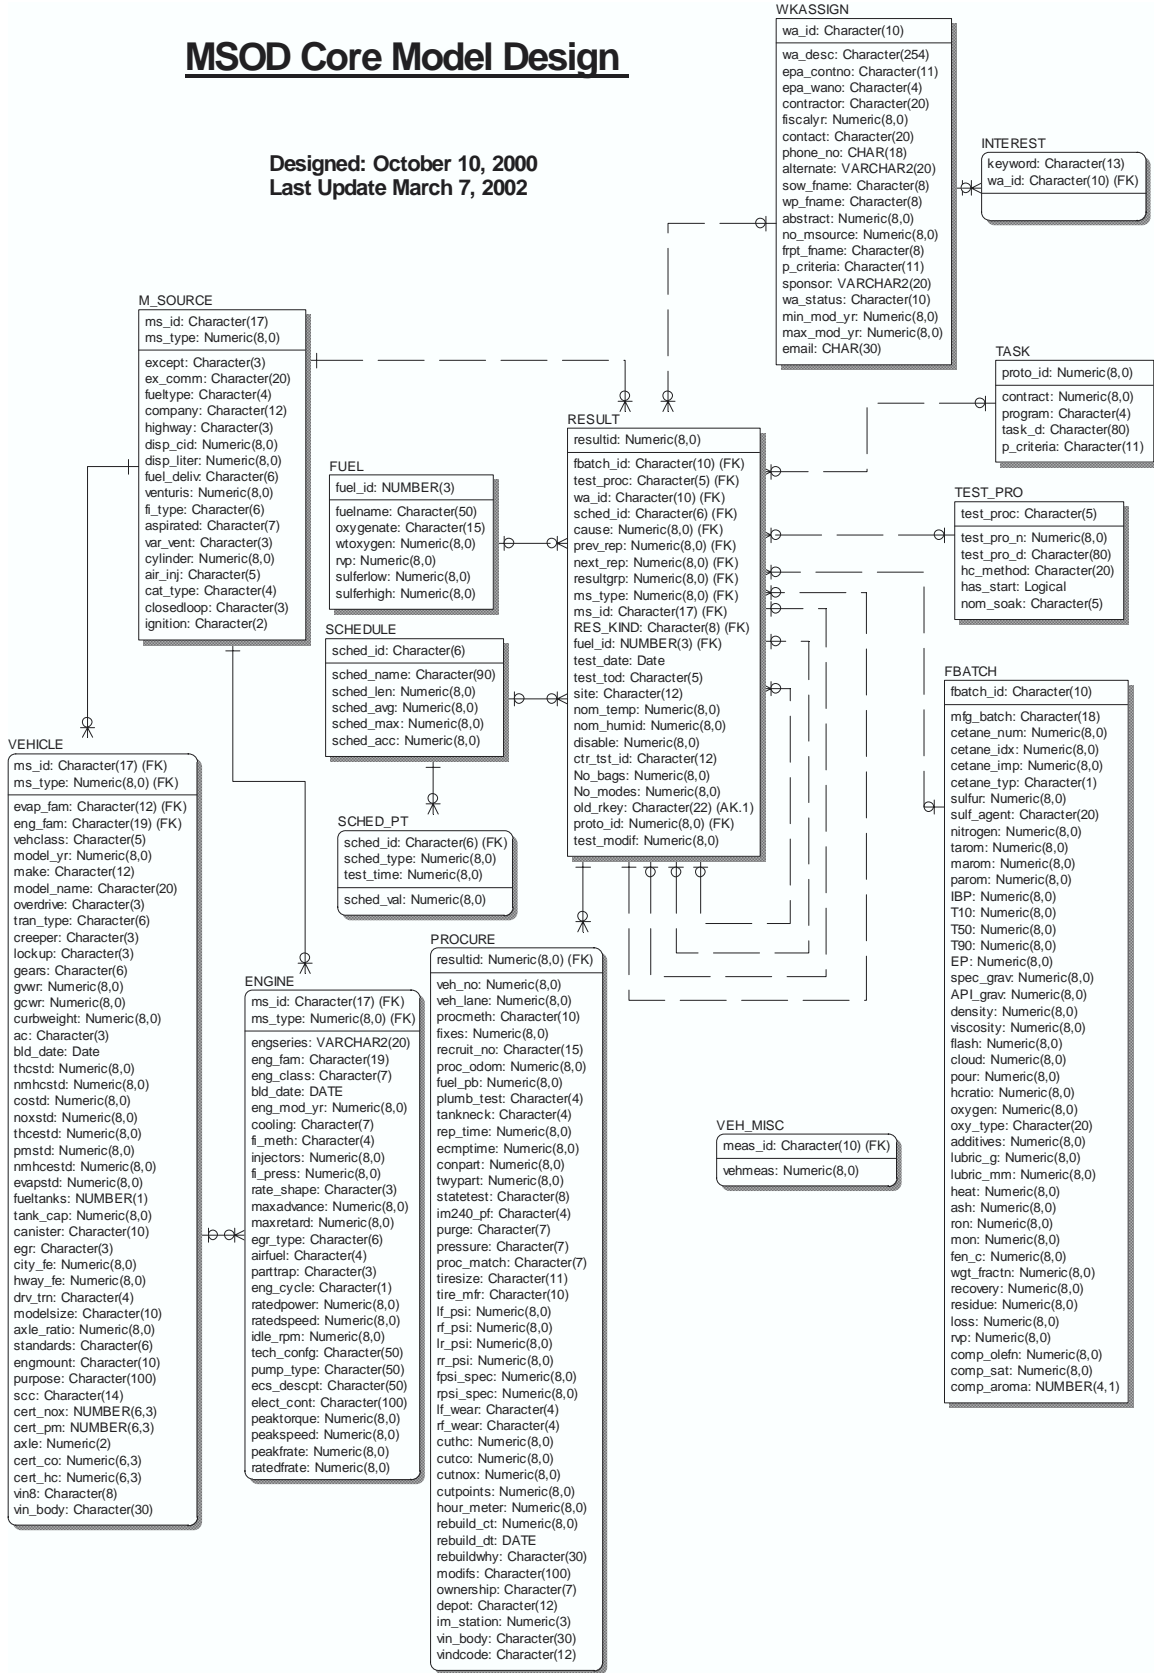 MSOD Core Model Design
Designed: October 10, 2000
Last Update March 7, 2002
WKASSIGN
wa_id: Character(10)
wa_desc: Character(254)
epa_contno: Character(11)
epa_wano: Character(4)
contractor: Character(20)
fiscalyr: Numeric(8,0)
contact: Character(20)
phone_no: CHAR(18)
alternate: VARCHAR2(20)
sow_fname: Character(8)
wp_fname: Character(8)
abstract: Numeric(8,0)
no_msource: Numeric(8,0)
frpt_fname: Character(8)
p_criteria: Character(11)
sponsor: VARCHAR2(20)
wa_status: Character(10)
min_mod_yr: Numeric(8,0)
max_mod_yr: Numeric(8,0)
email: CHAR(30)
INTEREST
keyword: Character(13)
wa_id: Character(10) (FK)
M_SOURCE
ms_id: Character(17)
ms_type: Numeric(8,0)
except: Character(3)
ex_comm: Character(20)
fueltype: Character(4)
company: Character(12)
highway: Character(3)
disp_cid: Numeric(8,0)
disp_liter: Numeric(8,0)
fuel_deliv: Character(6)
venturis: Numeric(8,0)
fi_type: Character(6)
aspirated: Character(7)
var_vent: Character(3)
cylinder: Numeric(8,0)
air_inj: Character(5)
cat_type: Character(4)
closedloop: Character(3)
ignition: Character(2)
TASK
proto_id: Numeric(8,0)
contract: Numeric(8,0)
program: Character(4)
task_d: Character(80)
p_criteria: Character(11)
RESULT
resultid: Numeric(8,0)
fbatch_id: Character(10) (FK)
test_proc: Character(5) (FK)
wa_id: Character(10) (FK)
sched_id: Character(6) (FK)
cause: Numeric(8,0) (FK)
prev_rep: Numeric(8,0) (FK)
next_rep: Numeric(8,0) (FK)
resultgrp: Numeric(8,0) (FK)
ms_type: Numeric(8,0) (FK)
ms_id: Character(17) (FK)
RES_KIND: Character(8) (FK)
fuel_id: NUMBER(3) (FK)
test_date: Date
test_tod: Character(5)
site: Character(12)
nom_temp: Numeric(8,0)
nom_humid: Numeric(8,0)
disable: Numeric(8,0)
ctr_tst_id: Character(12)
No_bags: Numeric(8,0)
No_modes: Numeric(8,0)
old_rkey: Character(22) (AK.1)
proto_id: Numeric(8,0) (FK)
test_modif: Numeric(8,0)
FUEL
fuel_id: NUMBER(3)
fuelname: Character(50)
oxygenate: Character(15)
wtoxygen: Numeric(8,0)
rvp: Numeric(8,0)
sulferlow: Numeric(8,0)
sulferhigh: Numeric(8,0)
TEST_PRO
test_proc: Character(5)
test_pro_n: Numeric(8,0)
test_pro_d: Character(80)
hc_method: Character(20)
has_start: Logical
nom_soak: Character(5)
SCHEDULE
sched_id: Character(6)
sched_name: Character(90)
sched_len: Numeric(8,0)
sched_avg: Numeric(8,0)
sched_max: Numeric(8,0)
sched_acc: Numeric(8,0)
SCHED_PT
sched_id: Character(6) (FK)
sched_type: Numeric(8,0)
test_time: Numeric(8,0)
sched_val: Numeric(8,0)
FBATCH
fbatch_id: Character(10)
mfg_batch: Character(18)
cetane_num: Numeric(8,0)
cetane_idx: Numeric(8,0)
cetane_imp: Numeric(8,0)
cetane_typ: Character(1)
sulfur: Numeric(8,0)
sulf_agent: Character(20)
nitrogen: Numeric(8,0)
tarom: Numeric(8,0)
marom: Numeric(8,0)
parom: Numeric(8,0)
IBP: Numeric(8,0)
T10: Numeric(8,0)
T50: Numeric(8,0)
T90: Numeric(8,0)
EP: Numeric(8,0)
spec_grav: Numeric(8,0)
API_grav: Numeric(8,0)
density: Numeric(8,0)
viscosity: Numeric(8,0)
flash: Numeric(8,0)
cloud: Numeric(8,0)
pour: Numeric(8,0)
hcratio: Numeric(8,0)
oxygen: Numeric(8,0)
oxy_type: Character(20)
additives: Numeric(8,0)
lubric_g: Numeric(8,0)
lubric_mm: Numeric(8,0)
heat: Numeric(8,0)
ash: Numeric(8,0)
ron: Numeric(8,0)
mon: Numeric(8,0)
fen_c: Numeric(8,0)
wgt_fractn: Numeric(8,0)
recovery: Numeric(8,0)
residue: Numeric(8,0)
loss: Numeric(8,0)
rvp: Numeric(8,0)
comp_olefn: Numeric(8,0)
comp_sat: Numeric(8,0)
comp_aroma: NUMBER(4,1)
VEHICLE
ms_id: Character(17) (FK)
ms_type: Numeric(8,0) (FK)
evap_fam: Character(12) (FK)
eng_fam: Character(19) (FK)
vehclass: Character(5)
model_yr: Numeric(8,0)
make: Character(12)
model_name: Character(20)
overdrive: Character(3)
tran_type: Character(6)
creeper: Character(3)
lockup: Character(3)
gears: Character(6)
gvwr: Numeric(8,0)
gcwr: Numeric(8,0)
curbweight: Numeric(8,0)
ac: Character(3)
bld_date: Date
thcstd: Numeric(8,0)
nmhcstd: Numeric(8,0)
costd: Numeric(8,0)
noxstd: Numeric(8,0)
thcestd: Numeric(8,0)
pmstd: Numeric(8,0)
nmhcestd: Numeric(8,0)
evapstd: Numeric(8,0)
fueltanks: NUMBER(1)
tank_cap: Numeric(8,0)
canister: Character(10)
egr: Character(3)
city_fe: Numeric(8,0)
hway_fe: Numeric(8,0)
drv_trn: Character(4)
modelsize: Character(10)
axle_ratio: Numeric(8,0)
standards: Character(6)
engmount: Character(10)
purpose: Character(100)
scc: Character(14)
cert_nox: NUMBER(6,3)
cert_pm: NUMBER(6,3)
axle: Numeric(2)
cert_co: Numeric(6,3)
cert_hc: Numeric(6,3)
vin8: Character(8)
vin_body: Character(30)
ENGINE
ms_id: Character(17) (FK)
ms_type: Numeric(8,0) (FK)
engseries: VARCHAR2(20)
eng_fam: Character(19)
eng_class: Character(7)
bld_date: DATE
eng_mod_yr: Numeric(8,0)
cooling: Character(7)
fi_meth: Character(4)
injectors: Numeric(8,0)
fi_press: Numeric(8,0)
rate_shape: Character(3)
maxadvance: Numeric(8,0)
maxretard: Numeric(8,0)
egr_type: Character(6)
airfuel: Character(4)
parttrap: Character(3)
eng_cycle: Character(1)
ratedpower: Numeric(8,0)
ratedspeed: Numeric(8,0)
idle_rpm: Numeric(8,0)
tech_confg: Character(50)
pump_type: Character(50)
ecs_descpt: Character(50)
elect_cont: Character(100)
peaktorque: Numeric(8,0)
peakspeed: Numeric(8,0)
peakfrate: Numeric(8,0)
ratedfrate: Numeric(8,0)
PROCURE
resultid: Numeric(8,0) (FK)
veh_no: Numeric(8,0)
veh_lane: Numeric(8,0)
procmeth: Character(10)
fixes: Numeric(8,0)
recruit_no: Character(15)
proc_odom: Numeric(8,0)
fuel_pb: Numeric(8,0)
plumb_test: Character(4)
tankneck: Character(4)
rep_time: Numeric(8,0)
ecmptime: Numeric(8,0)
conpart: Numeric(8,0)
twypart: Numeric(8,0)
statetest: Character(8)
im240_pf: Character(4)
purge: Character(7)
pressure: Character(7)
proc_match: Character(7)
tiresize: Character(11)
tire_mfr: Character(10)
lf_psi: Numeric(8,0)
rf_psi: Numeric(8,0)
lr_psi: Numeric(8,0)
rr_psi: Numeric(8,0)
fpsi_spec: Numeric(8,0)
rpsi_spec: Numeric(8,0)
lf_wear: Character(4)
rf_wear: Character(4)
cuthc: Numeric(8,0)
cutco: Numeric(8,0)
cutnox: Numeric(8,0)
cutpoints: Numeric(8,0)
hour_meter: Numeric(8,0)
rebuild_ct: Numeric(8,0)
rebuild_dt: DATE
rebuildwhy: Character(30)
modifs: Character(100)
ownership: Character(7)
depot: Character(12)
im_station: Numeric(3)
vin_body: Character(30)
vindcode: Character(12)
VEH_MISC
meas_id: Character(10) (FK)
vehmeas: Numeric(8,0)